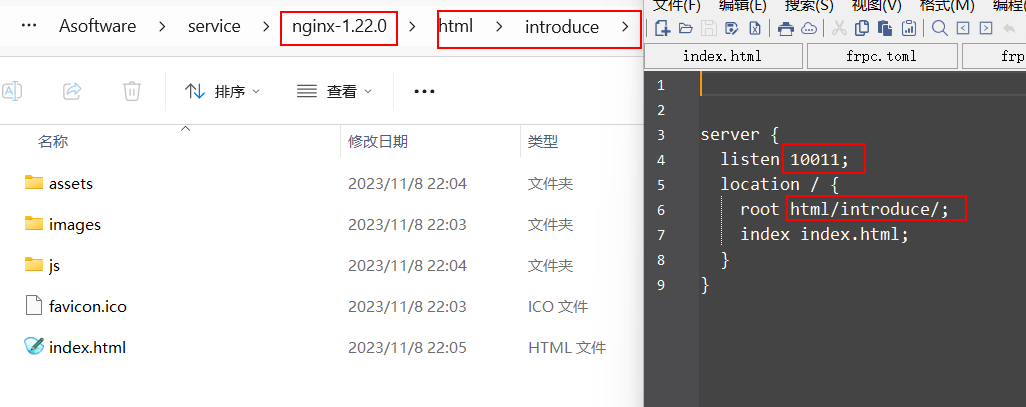 ··· Asoftware > service > nginx-1.22.0 > html > introduce >
排序 查看 ···
名称 修改日期 类型
assets 2023/11/8 22:04 文件夹
images 2023/11/8 22:03 文件夹
js 2023/11/8 22:04 文件夹
favicon.ico 2023/11/8 22:03 ICO 文件
index.html 2023/11/8 22:05 HTML 文件
文件(F) 编辑(E) 搜索(S) 视图(V) 格式(M) 编程
index.html frpc.toml frp
1
2
3 server {
4 listen 10011;
5 location / {
6 root html/introduce/;
7 index index.html;
8 }
9 }